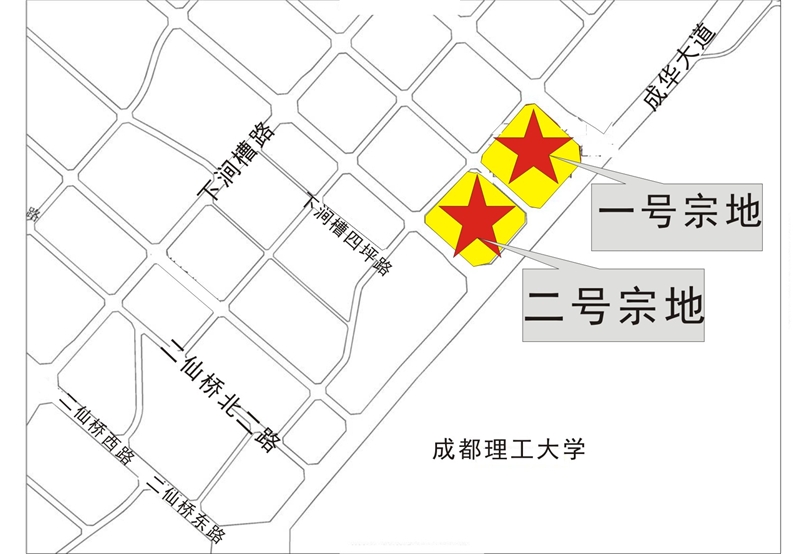 成华大道
下涧槽路
一号宗地
路
下涧槽四坪路
二号宗地
二仙桥北二路
二仙桥西路
成都理工大学
二仙桥东路